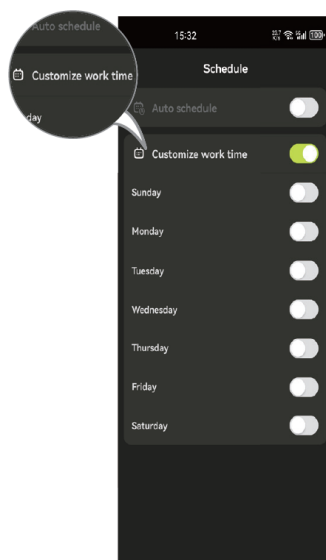 Auto schedule
Customize work time
day
15:32
100
Schedule
Auto schedule
Customize work time
Sunday
Monday
Tuesday
Wednesday
Thursday
Friday
Saturday